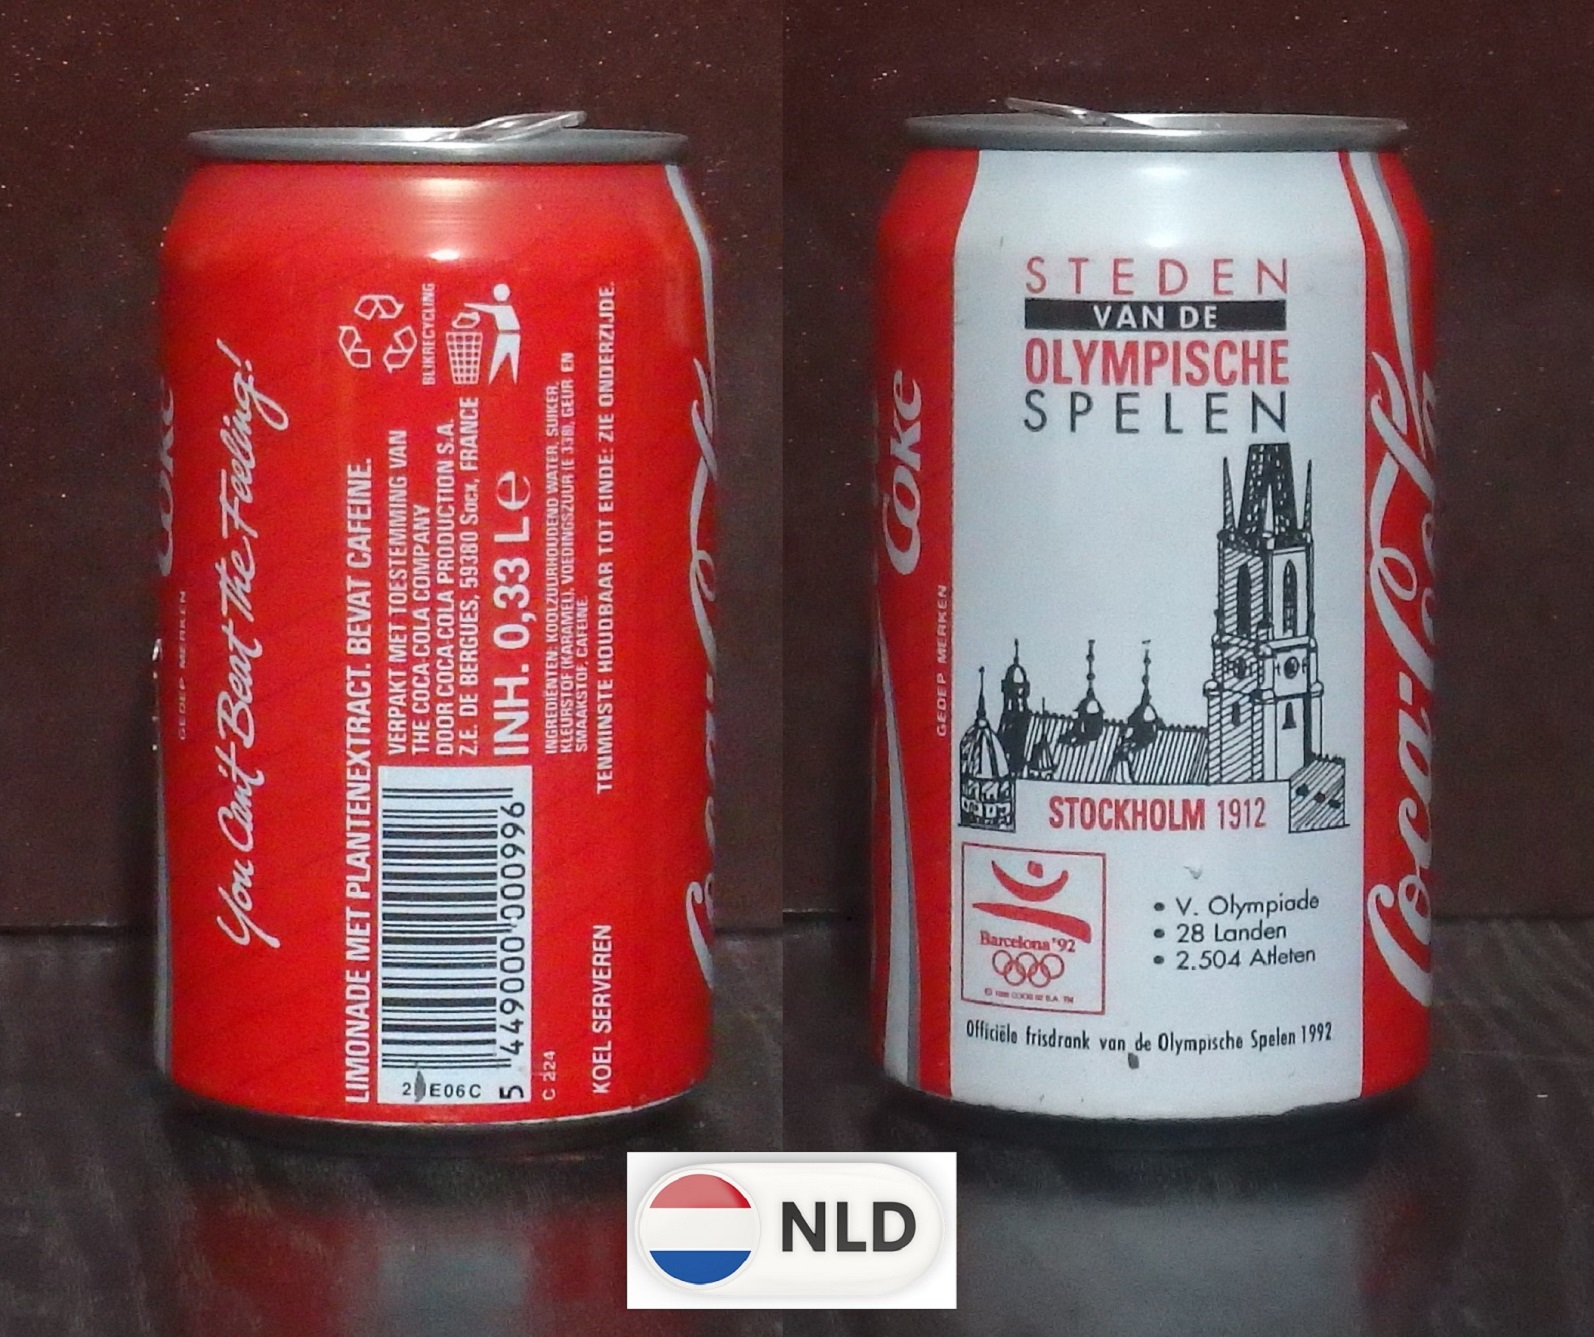 Coke
GEDEP MERKEN
You Can't Beat The Feeling!
LIMONADE MET PLANTENEXTRACT. BEVAT CAFEINE.
VERPAKT MET TOESTEMMING VAN
THE COCA-COLA COMPANY
DOOR COCA-COLA PRODUCTION S.A.
Z.E. DE BERGUES, 59380 Socx, FRANCE
INH. 0,33 L e
BLIKRECYCLING
INGREDIËNTEN: KOOLZUURHOUDEND WATER, SUIKER,
KLEURSTOF (KARAMEL), VOEDINGSZUUR (E 338), GEUR EN
SMAAKSTOF, CAFEINE.
TENMINSTE HOUDBAAR TOT EINDE: ZIE ONDERZIJDE.
KOEL SERVEREN
C 224
5 449000 000996
E06C
Coca-Cola
STEDEN
VAN DE
OLYMPISCHE
SPELEN
STOCKHOLM 1912
Barcelona '92
• V. Olympiade
• 28 Landen
• 2.504 Atleten
Officiële frisdrank van de Olympische Spelen 1992
Coke
GEDEP MERKEN
Coca-Cola
NLD